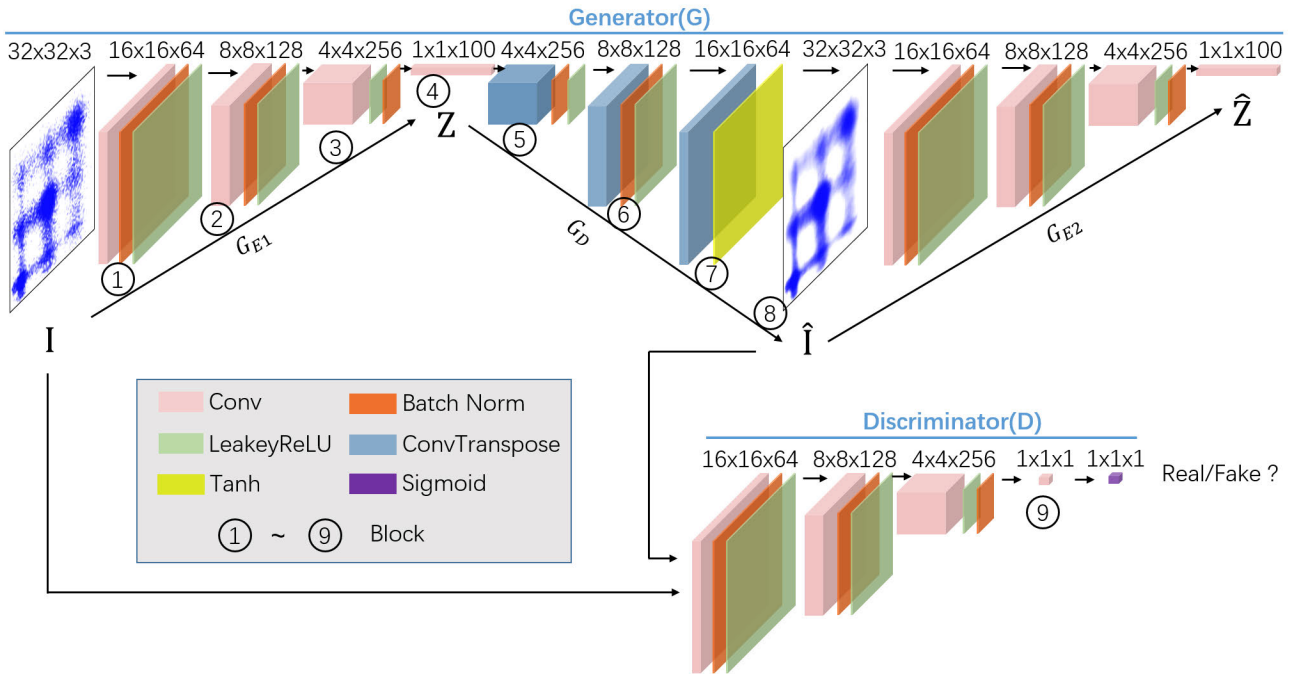 Generator(G)
32x32x3 16x16x64 8x8x128 4x4x256 1x1x100 4x4x256 8x8x128 16x16x64 32x32x3 16x16x64 8x8x128 4x4x256 1x1x100
4
Z
Ẑ
5
3
2
6
G_E1
G_D
G_E2
1
7
8
I
Î
Conv
Batch Norm
LeakeyReLU
ConvTranspose
Tanh
Sigmoid
1 ~ 9 Block
Discriminator(D)
16x16x64 8x8x128 4x4x256 1x1x1 1x1x1
Real/Fake ?
9